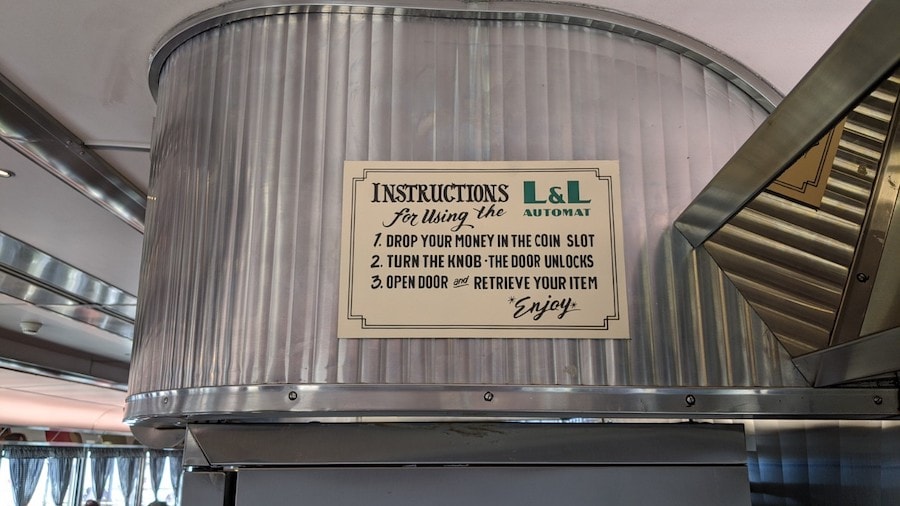 INSTRUCTIONS L&L
for Using the AUTOMAT
1. DROP YOUR MONEY IN THE COIN SLOT
2. TURN THE KNOB · THE DOOR UNLOCKS
3. OPEN DOOR and RETRIEVE YOUR ITEM
*Enjoy*